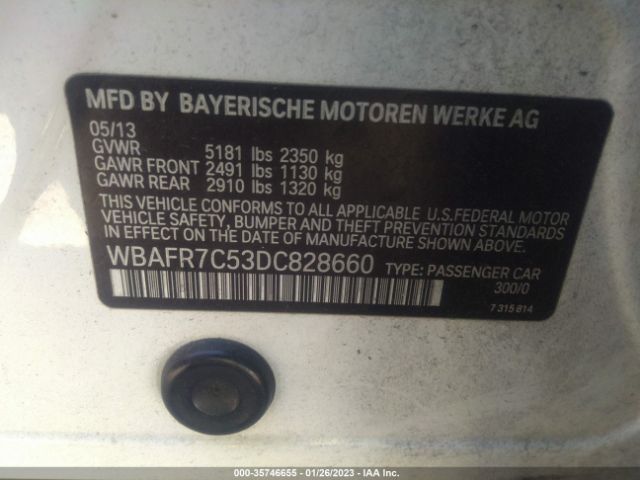 MFD BY BAYERISCHE MOTOREN WERKE AG
05/13
GVWR 5181 lbs 2350 kg
GAWR FRONT 2491 lbs 1130 kg
GAWR REAR 2910 lbs 1320 kg
THIS VEHICLE CONFORMS TO ALL APPLICABLE U.S.FEDERAL MOTOR
VEHICLE SAFETY, BUMPER AND THEFT PREVENTION STANDARDS
IN EFFECT ON THE DATE OF MANUFACTURE SHOWN ABOVE.
WBAFR7C53DC828660 TYPE: PASSENGER CAR
300/0
7 315 814
000-35746655 - 01/26/2023 - IAA Inc.